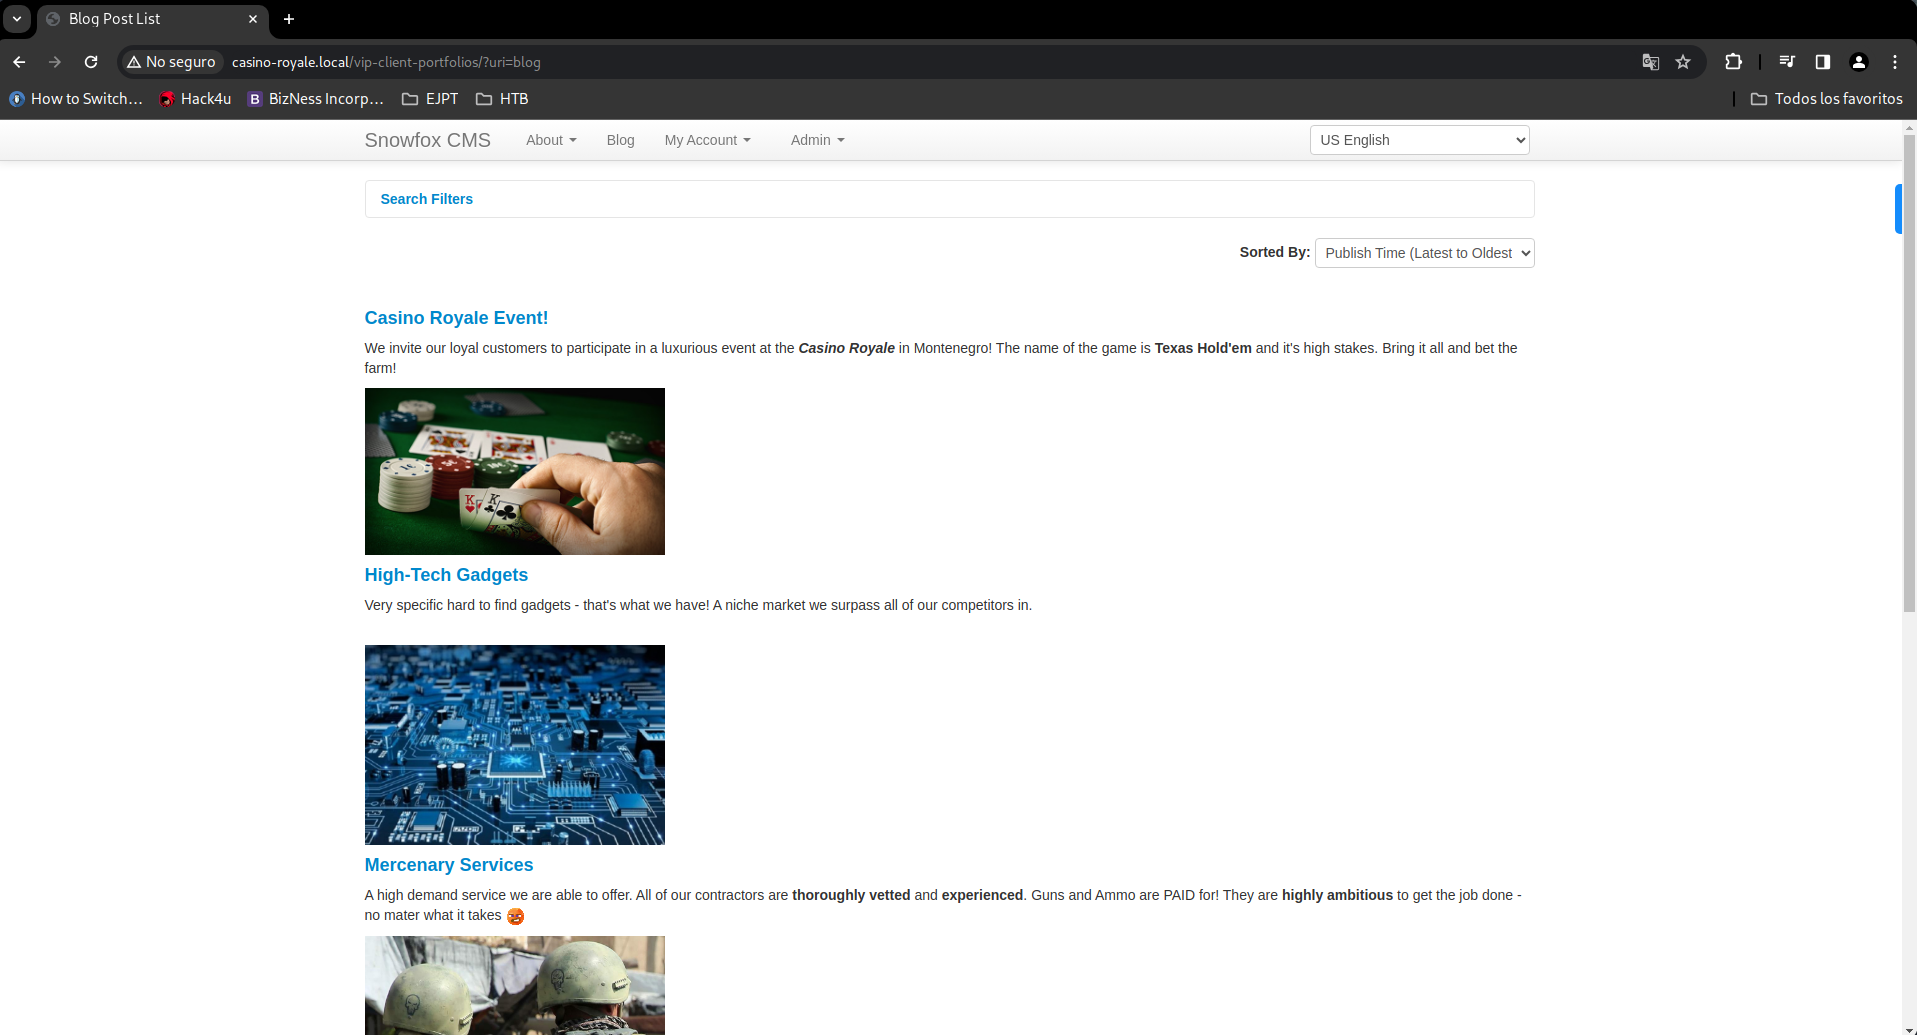 Blog Post List
No seguro
casino-royale.local/vip-client-portfolios/?uri=blog
How to Switch…
Hack4u
B
BizNess Incorp…
EJPT
HTB
Todos los favoritos
Snowfox CMS
About
Blog
My Account
Admin
US English
Search Filters
Sorted By:
Publish Time (Latest to Oldest
Casino Royale Event!
We invite our loyal customers to participate in a luxurious event at the Casino Royale in Montenegro! The name of the game is Texas Hold'em and it's high stakes. Bring it all and bet the
farm!
K
K
High-Tech Gadgets
Very specific hard to find gadgets - that's what we have! A niche market we surpass all of our competitors in.
Mercenary Services
A high demand service we are able to offer. All of our contractors are thoroughly vetted and experienced. Guns and Ammo are PAID for! They are highly ambitious to get the job done -
no mater what it takes